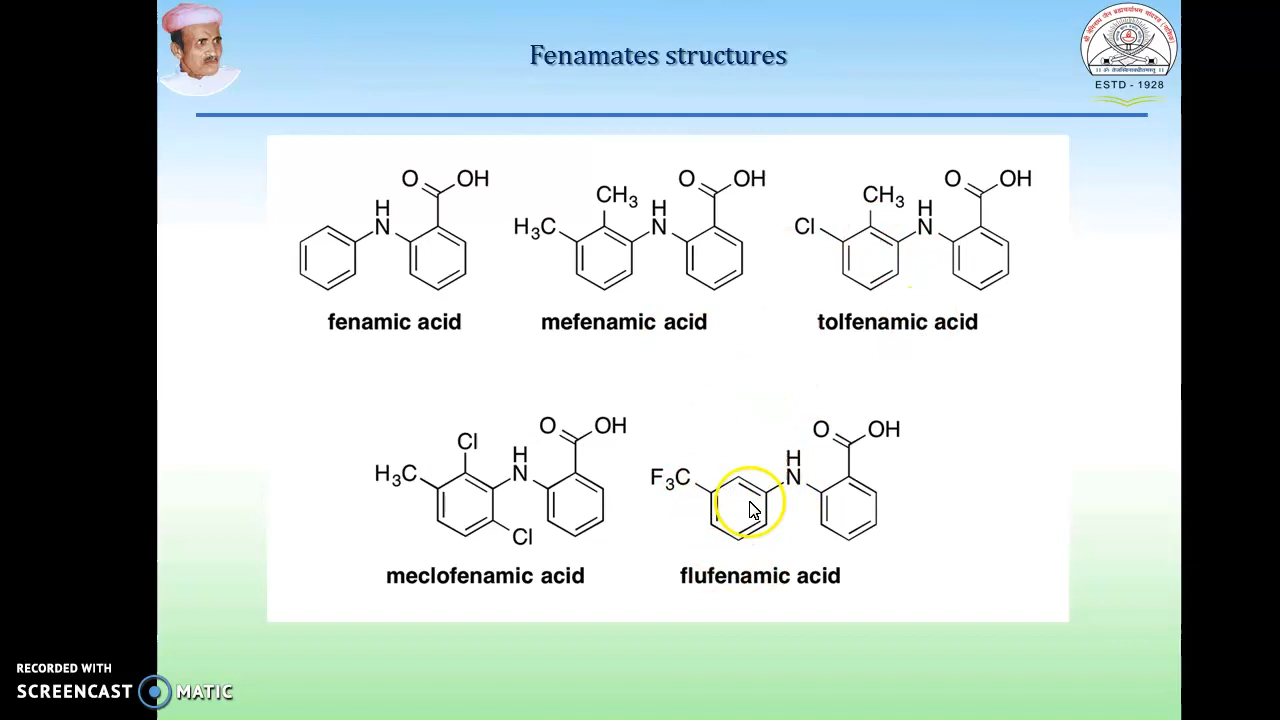 Fenamates structures
ESTD - 1928
O OH
H
N
fenamic acid
O OH
CH3
H3C
H
N
mefenamic acid
O OH
CH3
Cl
H
N
tolfenamic acid
O OH
Cl
H3C
H
N
Cl
meclofenamic acid
O OH
F3C
H
N
flufenamic acid
RECORDED WITH
SCREENCAST MATIC